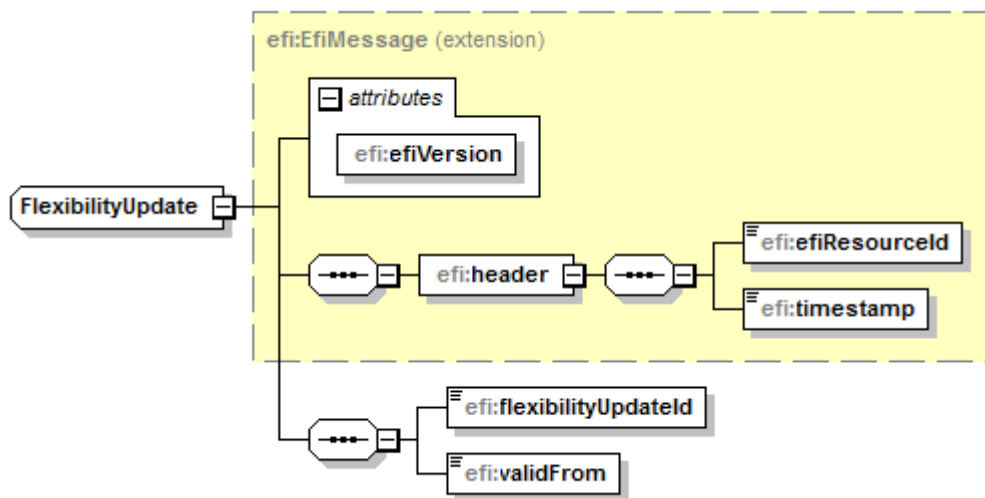 efi:EfiMessage (extension)
attributes
efi:efiVersion
FlexibilityUpdate
efi:header
efi:efiResourceId
efi:timestamp
efi:flexibilityUpdateId
efi:validFrom